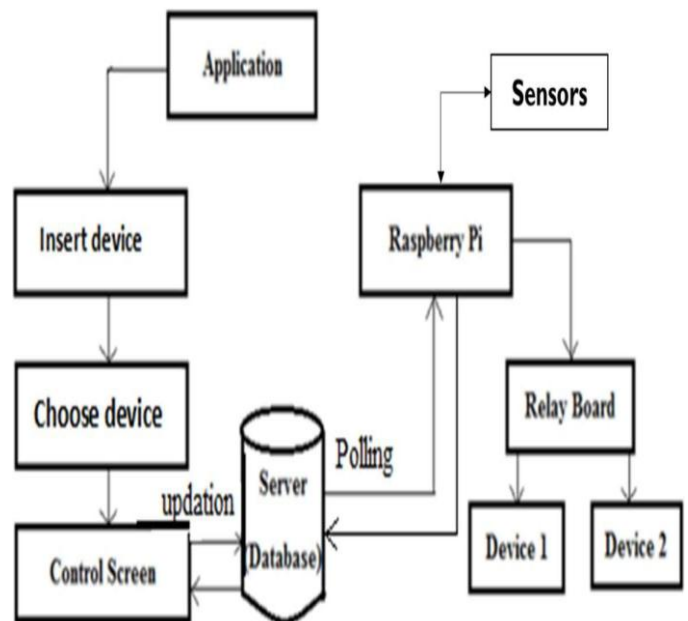 Application
Sensors
Insert device
Raspberry Pi
Choose device
Relay Board
Polling
updation
Server
(Database)
Control Screen
Device 1
Device 2